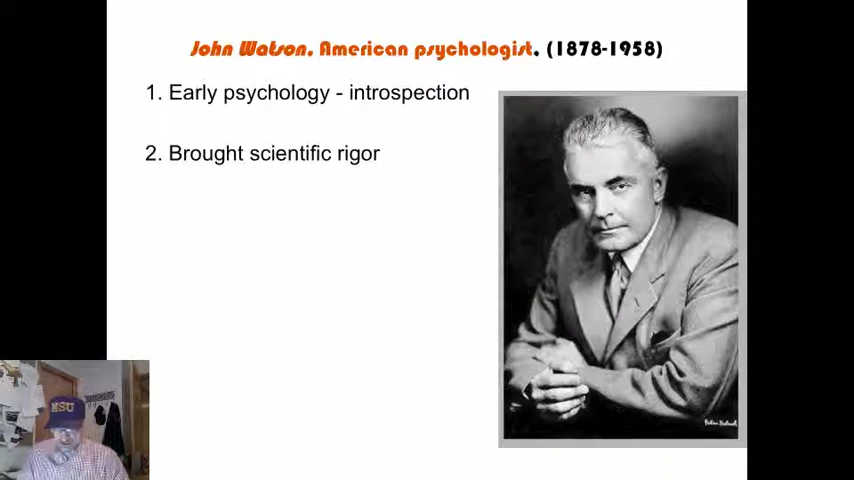 John Watson, American psychologist, (1878-1958)
1. Early psychology - introspection
2. Brought scientific rigor
MSU